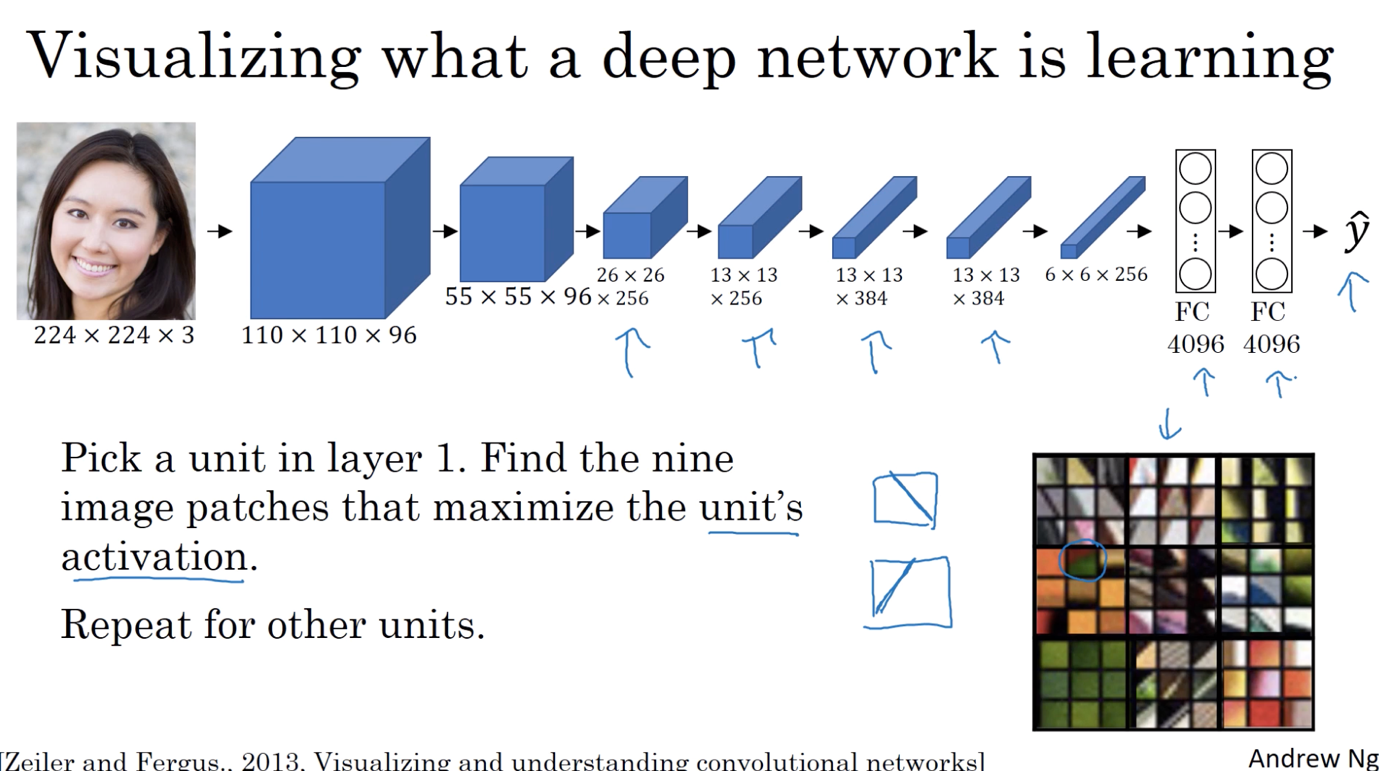 Visualizing what a deep network is learning
224 × 224 × 3
110 × 110 × 96
55 × 55 × 96
26 × 26
× 256
13 × 13
× 256
13 × 13
× 384
13 × 13
× 384
6 × 6 × 256
FC
4096
FC
4096
ŷ
Pick a unit in layer 1. Find the nine
image patches that maximize the unit's
activation.
Repeat for other units.
[Zeiler and Fergus., 2013, Visualizing and understanding convolutional networks]
Andrew Ng